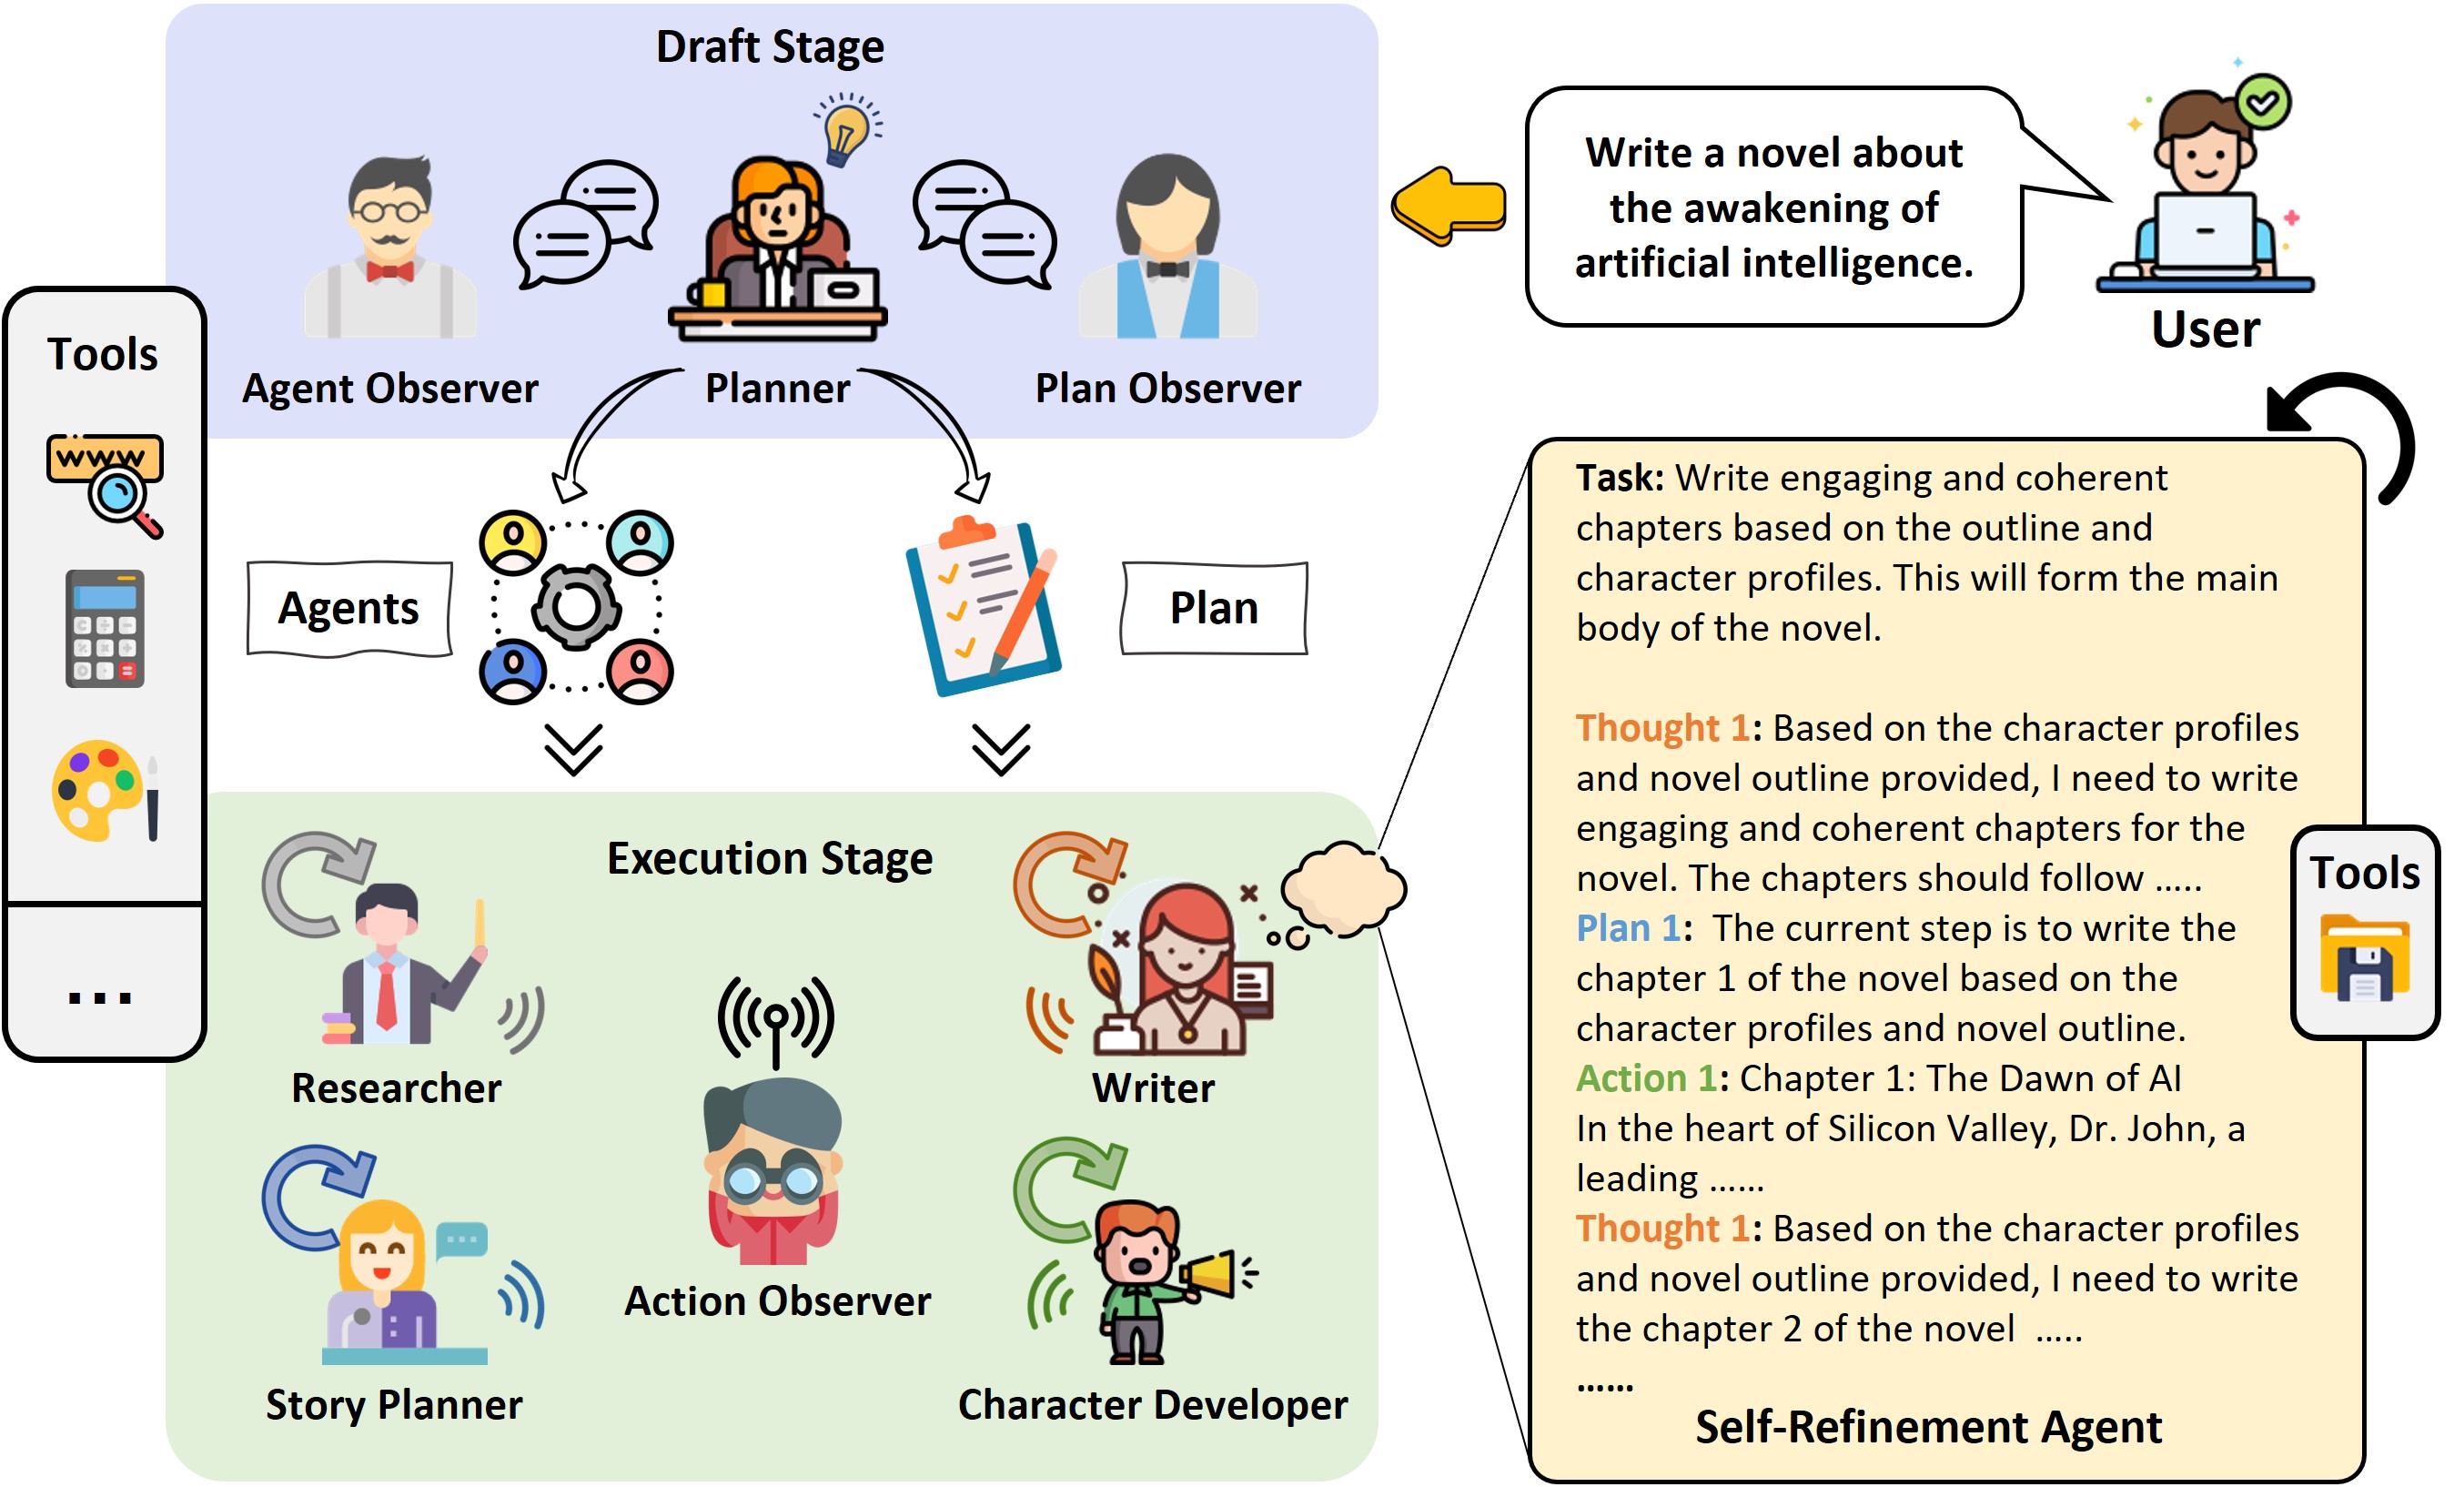 Draft Stage
Agent Observer
Planner
Plan Observer
Write a novel about
the awakening of
artificial intelligence.
User
Tools
www
...
Agents
Plan
Execution Stage
Researcher
Writer
Story Planner
Action Observer
Character Developer
Task: Write engaging and coherent
chapters based on the outline and
character profiles. This will form the main
body of the novel.
Thought 1: Based on the character profiles
and novel outline provided, I need to write
engaging and coherent chapters for the
novel. The chapters should follow .....
Plan 1: The current step is to write the
chapter 1 of the novel based on the
character profiles and novel outline.
Action 1: Chapter 1: The Dawn of AI
In the heart of Silicon Valley, Dr. John, a
leading ......
Thought 1: Based on the character profiles
and novel outline provided, I need to write
the chapter 2 of the novel .....
......
Self-Refinement Agent
Tools